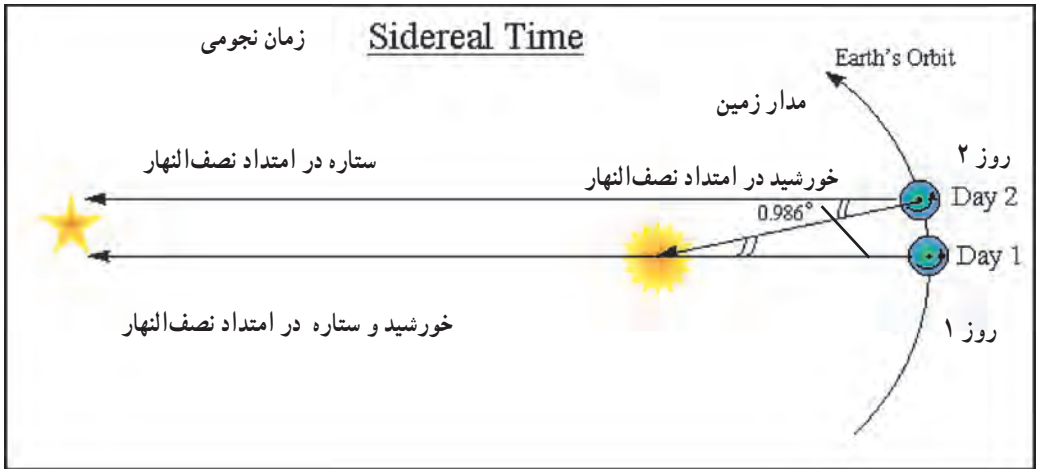 زمان نجومی
Sidereal Time
Earth's Orbit
مدار زمین
ستاره در امتداد نصف‌النهار
خورشید در امتداد نصف‌النهار
روز ۲
0.986°
Day 2
Day 1
خورشید و ستاره در امتداد نصف‌النهار
روز ۱